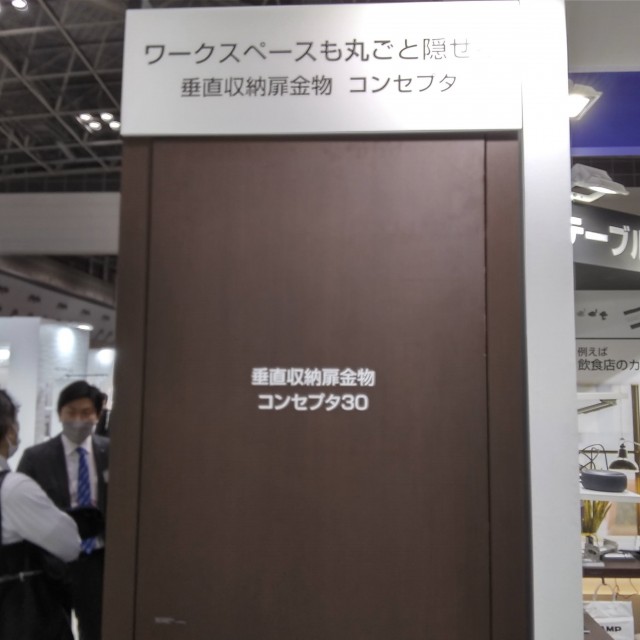 ワークスペースも丸ごと隠せ
垂直収納扉金物 コンセプタ
垂直収納扉金物
コンセプタ30
テーブル
例えば
飲食店のカ